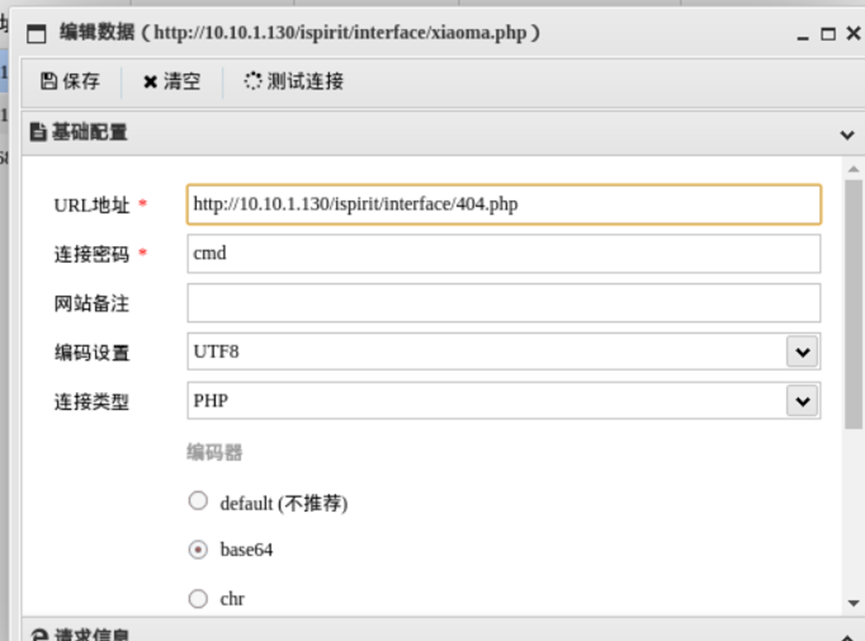 编辑数据（http://10.10.1.130/ispirit/interface/xiaoma.php）
保存 清空 测试连接
基础配置
URL地址 * http://10.10.1.130/ispirit/interface/404.php
连接密码 * cmd
网站备注
编码设置 UTF8
连接类型 PHP
编码器
default (不推荐)
base64
chr
请求信息